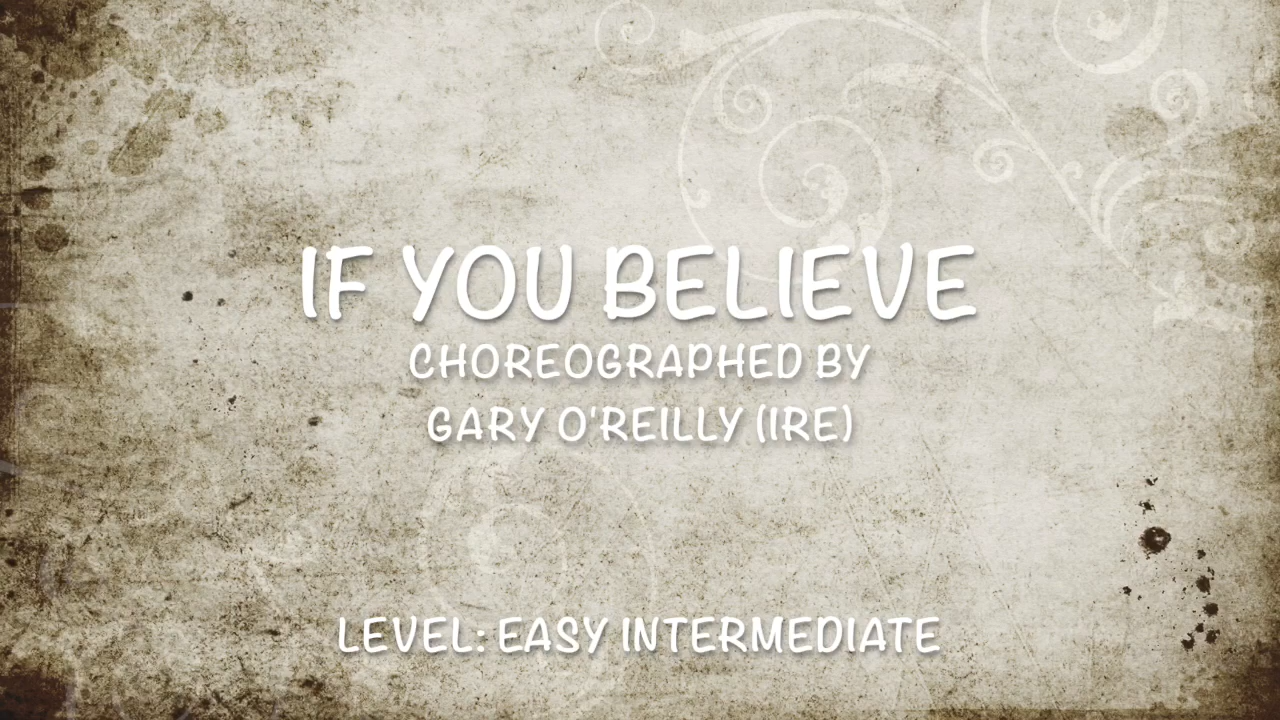 IF YOU BELIEVE
CHOREOGRAPHED BY
GARY O'REILLY (IRE)
LEVEL: EASY INTERMEDIATE